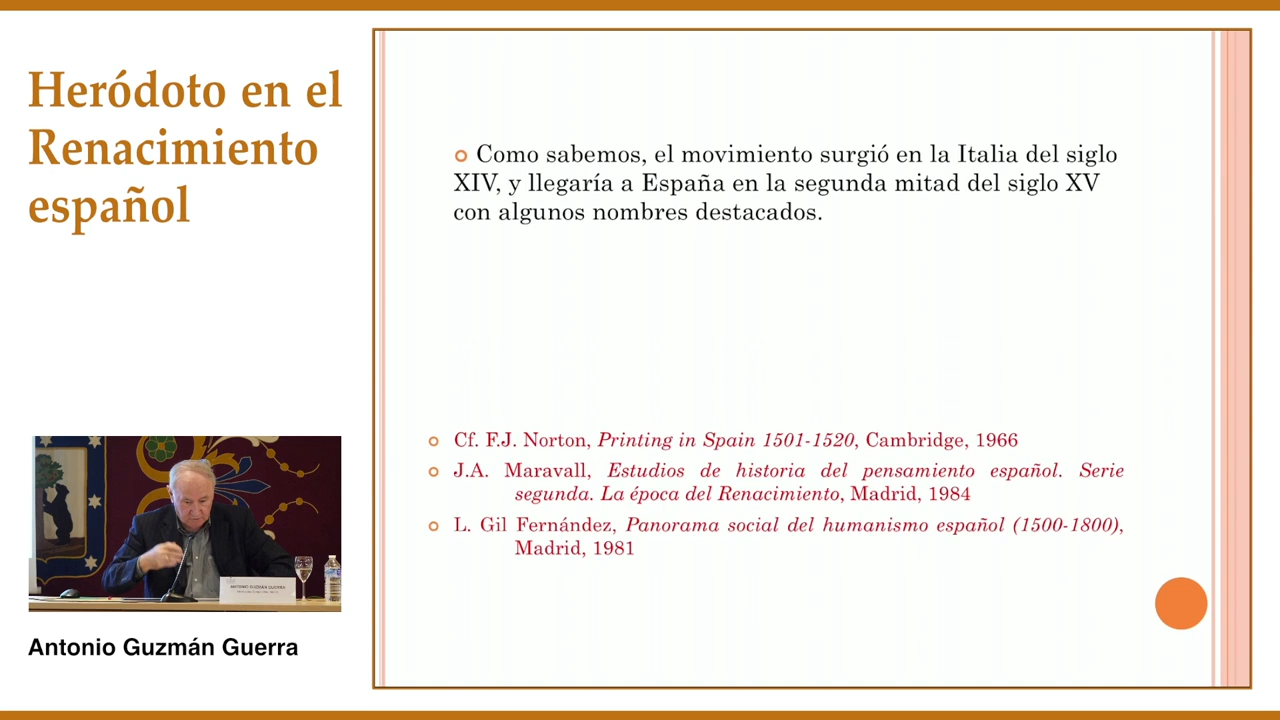 Heródoto en el
Renacimiento
español
Como sabemos, el movimiento surgió en la Italia del siglo
XIV, y llegaría a España en la segunda mitad del siglo XV
con algunos nombres destacados.
Cf. F.J. Norton, Printing in Spain 1501-1520, Cambridge, 1966
J.A. Maravall, Estudios de historia del pensamiento español. Serie
segunda. La época del Renacimiento, Madrid, 1984
L. Gil Fernández, Panorama social del humanismo español (1500-1800),
Madrid, 1981
ANTONIO GUZMÁN GUERRA
Antonio Guzmán Guerra